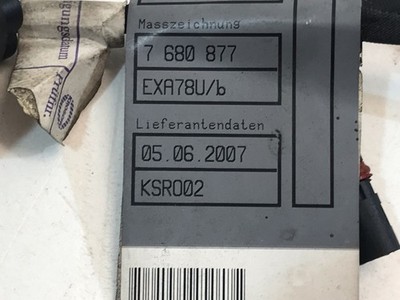 Masszeichnung
7 680 877
EXA78U/b
Lieferantendaten
05.06.2007
KSR002